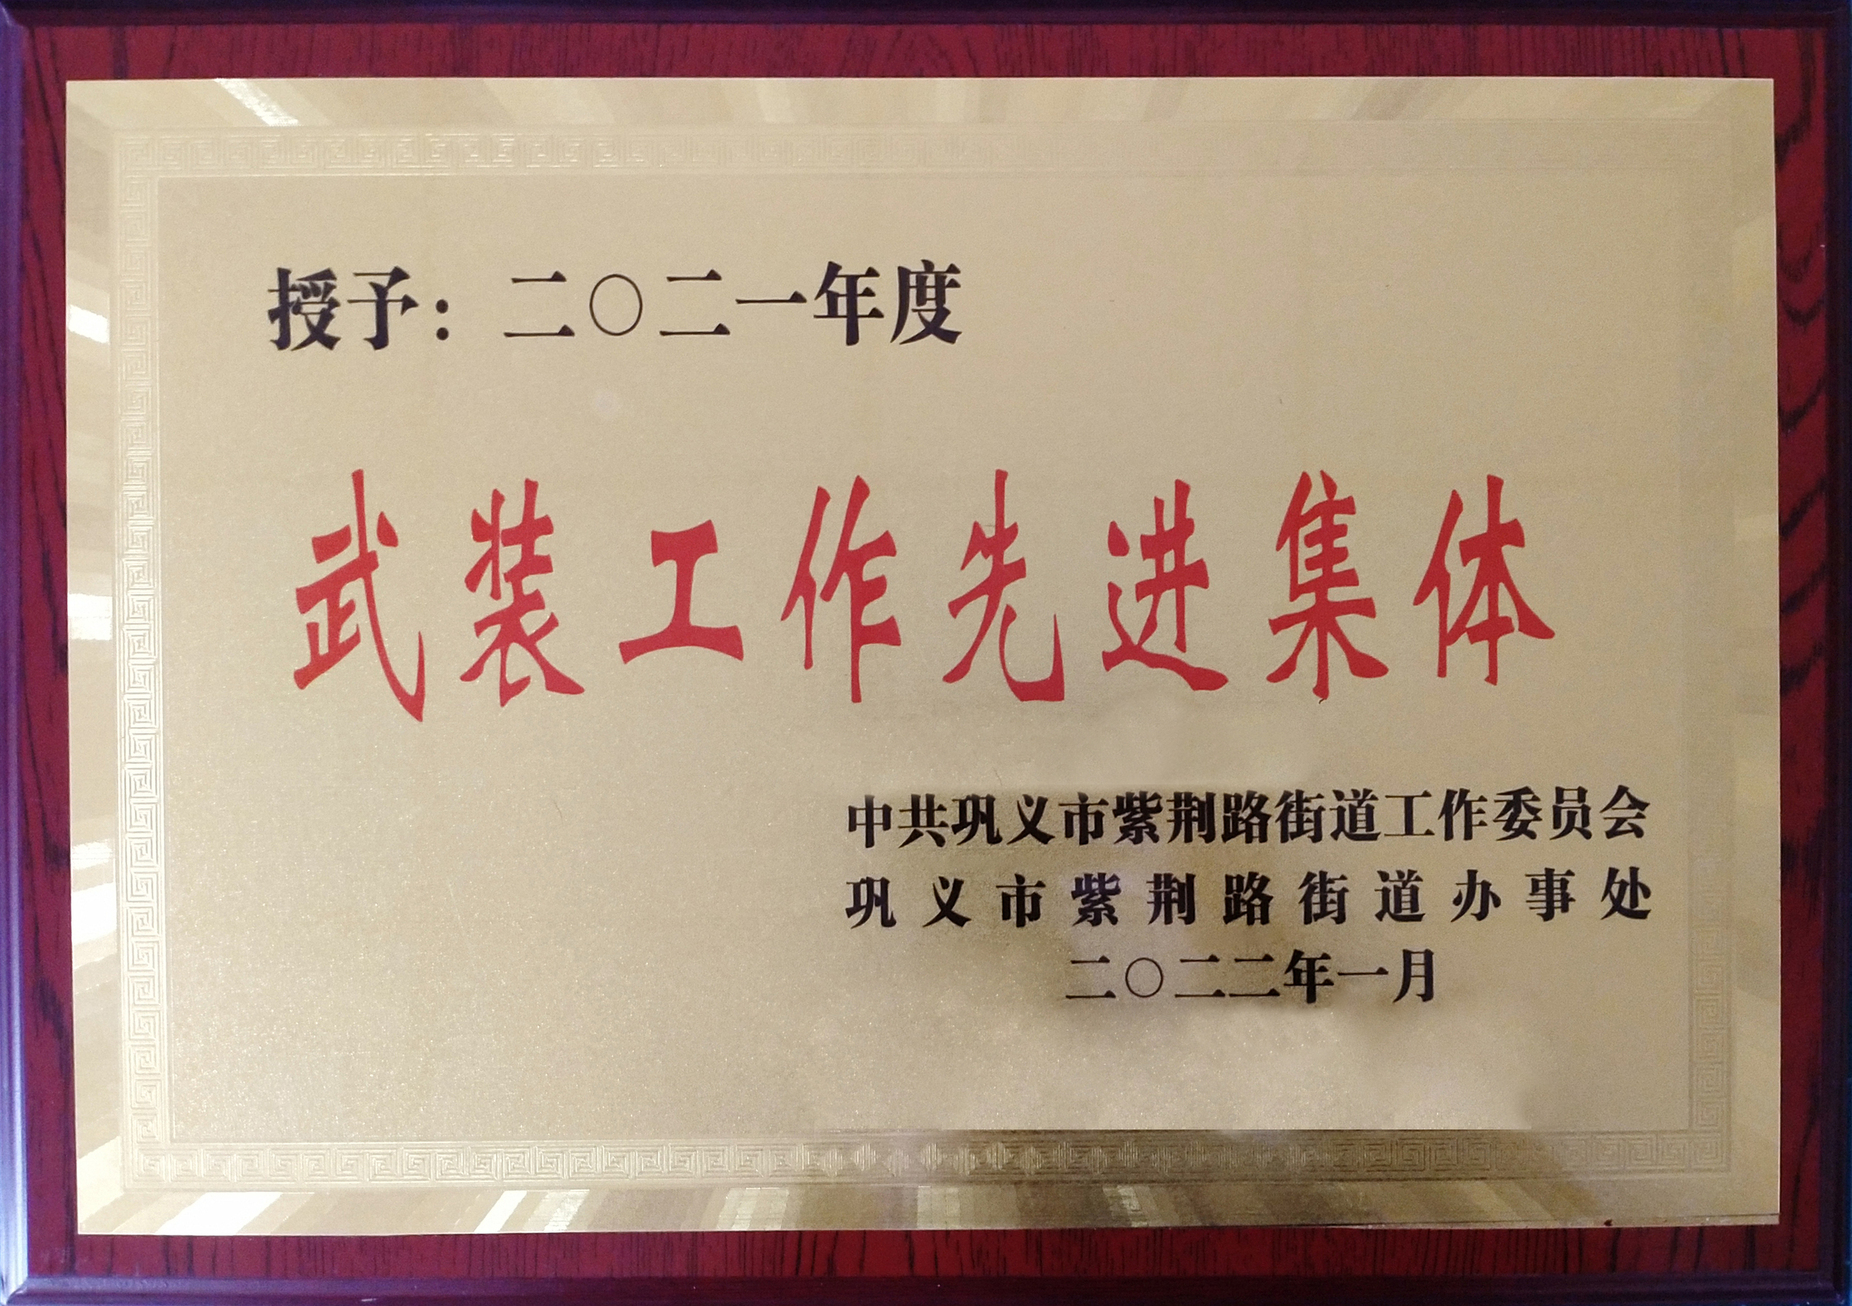 授予：二〇二一年度
武装工作先进集体
中共巩义市紫荆路街道工作委员会
巩义市紫荆路街道办事处
二〇二二年一月